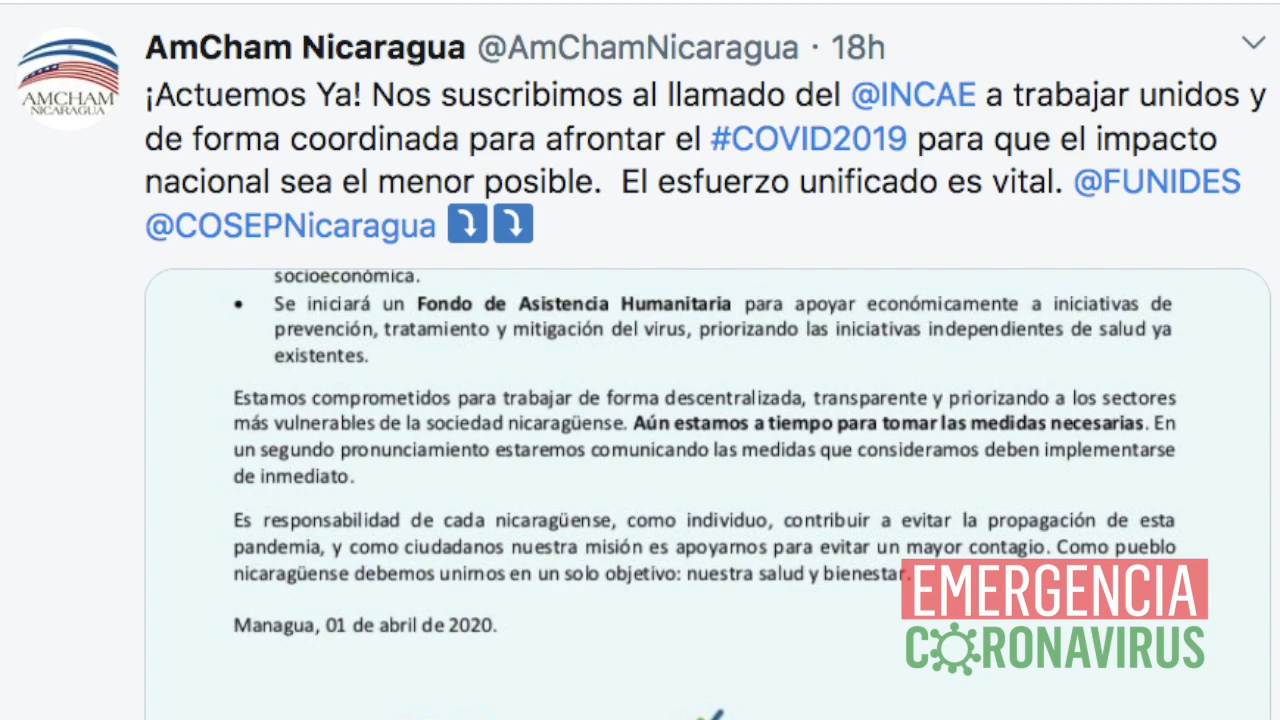 AmCham Nicaragua @AmChamNicaragua · 18h
¡Actuemos Ya! Nos suscribimos al llamado del @INCAE a trabajar unidos y
de forma coordinada para afrontar el #COVID2019 para que el impacto
nacional sea el menor posible.  El esfuerzo unificado es vital. @FUNIDES
@COSEPNicaragua ⤵️⤵️
AMCHAM
NICARAGUA
socioeconómica.
• Se iniciará un Fondo de Asistencia Humanitaria para apoyar económicamente a iniciativas de
prevención, tratamiento y mitigación del virus, priorizando las iniciativas independientes de salud ya
existentes.
Estamos comprometidos para trabajar de forma descentralizada, transparente y priorizando a los sectores
más vulnerables de la sociedad nicaragüense. Aún estamos a tiempo para tomar las medidas necesarias. En
un segundo pronunciamiento estaremos comunicando las medidas que consideramos deben implementarse
de inmediato.
Es responsabilidad de cada nicaragüense, como individuo, contribuir a evitar la propagación de esta
pandemia, y como ciudadanos nuestra misión es apoyarnos para evitar un mayor contagio. Como pueblo
nicaragüense debemos unirnos en un solo objetivo: nuestra salud y bienestar.
Managua, 01 de abril de 2020.
EMERGENCIA
CORONAVIRUS